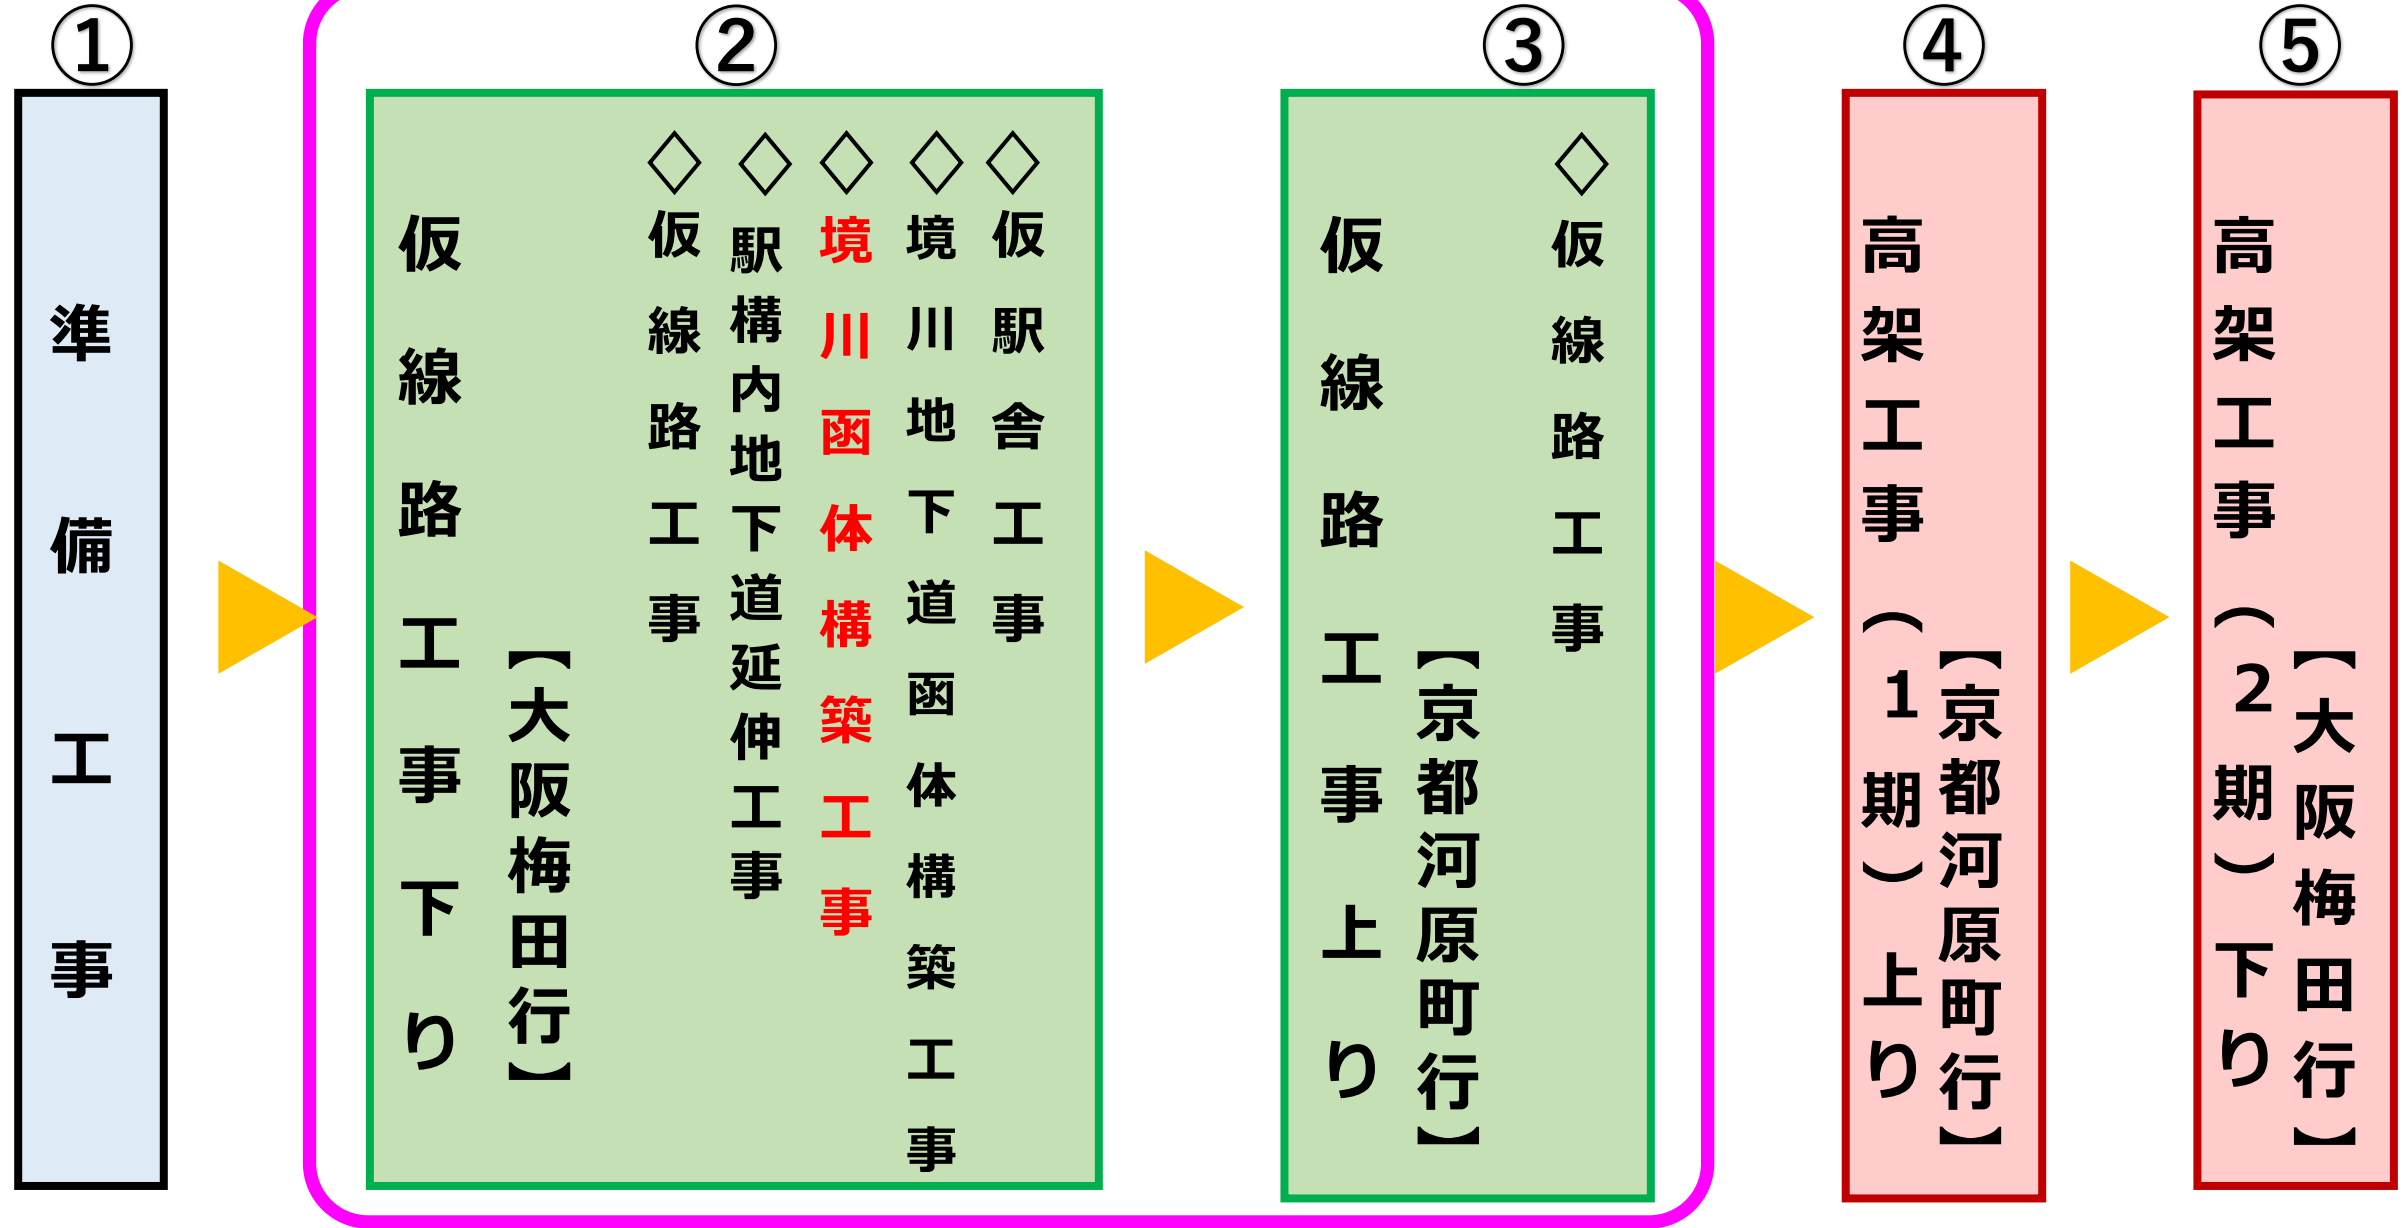 ①
準備工事
②
◇仮駅舎工事
◇境川地下道函体構築工事
◇境川函体構築工事
◇駅構内地下道延伸工事
◇仮線路工事
【大阪梅田行】
仮線路工事下り
③
◇仮線路工事
【京都河原町行】
仮線路工事上り
④
【京都河原町行】
高架工事（1期）上り
⑤
【大阪梅田行】
高架工事（2期）下り